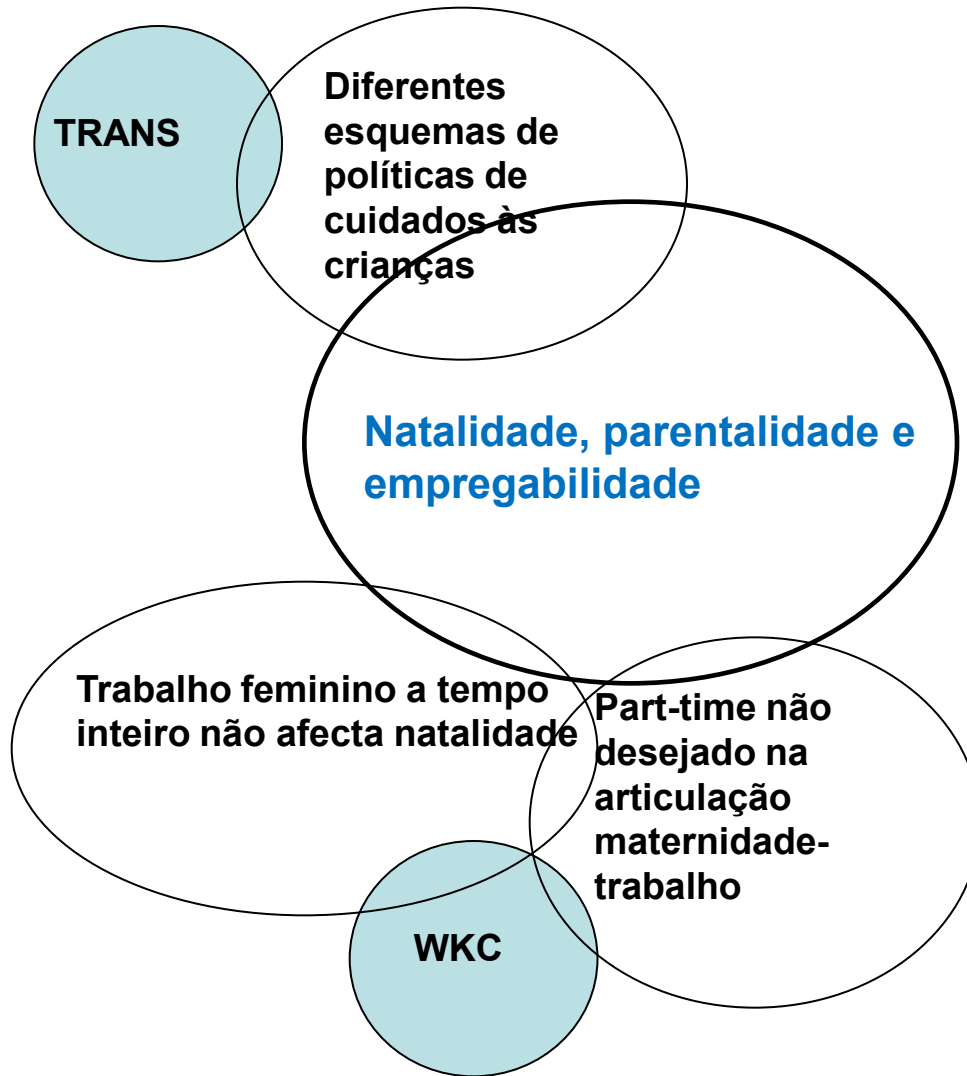 TRANS
Diferentes
esquemas de
políticas de
cuidados às
crianças
Natalidade, parentalidade e
empregabilidade
Trabalho feminino a tempo
inteiro não afecta natalidade
Part-time não
desejado na
articulação
maternidade-
trabalho
WKC